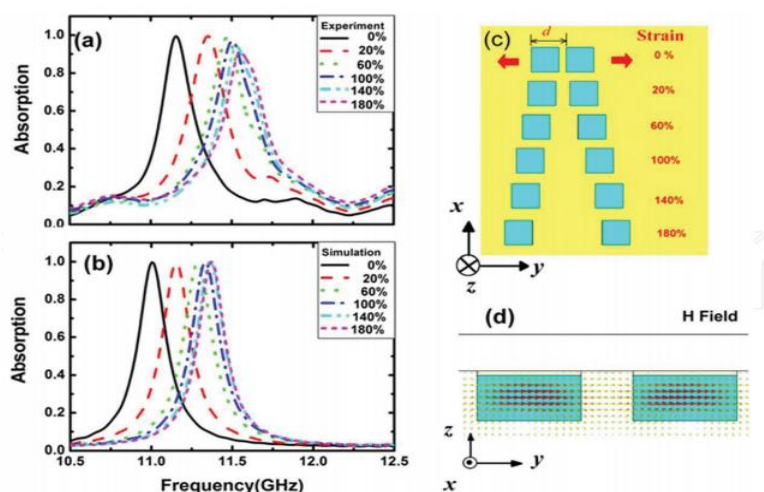 (a)
Experiment
0%
20%
60%
100%
140%
180%
Absorption
1.0
0.8
0.6
0.4
0.2
0.0
(b)
Simulation
0%
20%
60%
100%
140%
180%
Absorption
1.0
0.8
0.6
0.4
0.2
0.0
10.5 11.0 11.5 12.0 12.5
Frequency(GHz)
(c)
d
Strain
0 %
20%
60%
100%
140%
180%
x
z
y
(d)
H Field
z
x
y